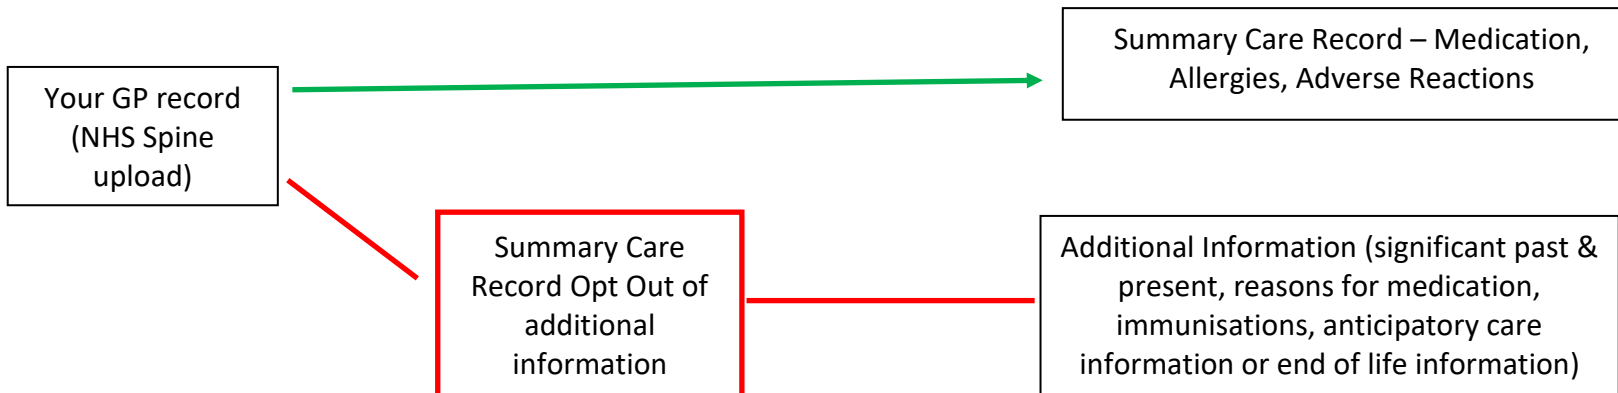 Your GP record
(NHS Spine
upload)
Summary Care Record – Medication,
Allergies, Adverse Reactions
Summary Care
Record Opt Out of
additional
information
Additional Information (significant past &
present, reasons for medication,
immunisations, anticipatory care
information or end of life information)